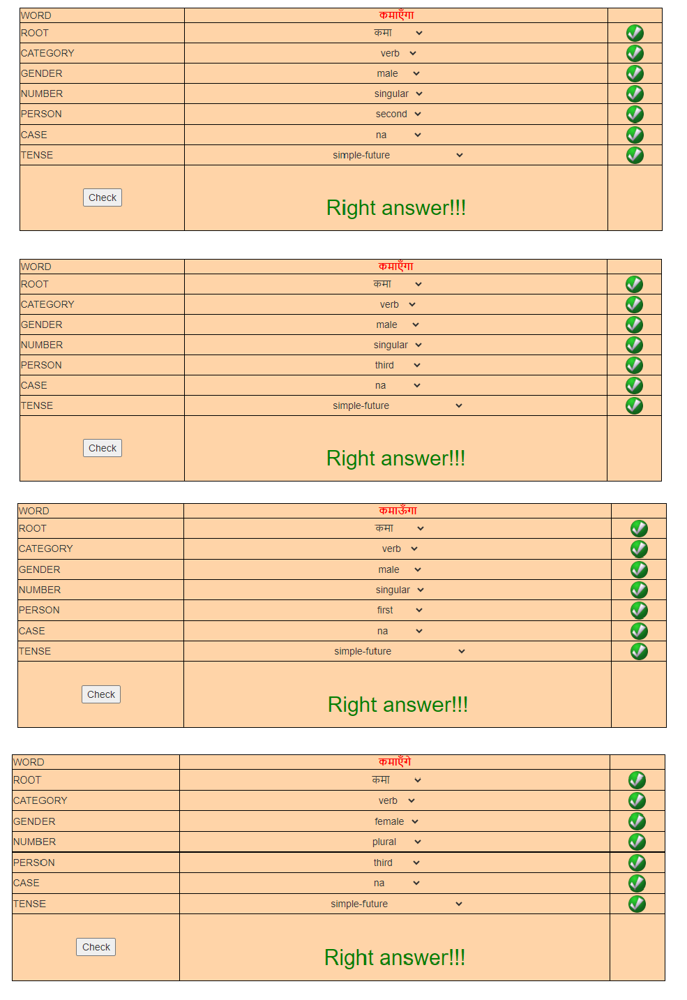 WORD कमाएँगा
ROOT कमा
CATEGORY verb
GENDER male
NUMBER singular
PERSON second
CASE na
TENSE simple-future
Check Right answer!!!
WORD कमाएँगा
ROOT कमा
CATEGORY verb
GENDER male
NUMBER singular
PERSON third
CASE na
TENSE simple-future
Check Right answer!!!
WORD कमाऊँगा
ROOT कमा
CATEGORY verb
GENDER male
NUMBER singular
PERSON first
CASE na
TENSE simple-future
Check Right answer!!!
WORD कमाएँगे
ROOT कमा
CATEGORY verb
GENDER female
NUMBER plural
PERSON third
CASE na
TENSE simple-future
Check Right answer!!!